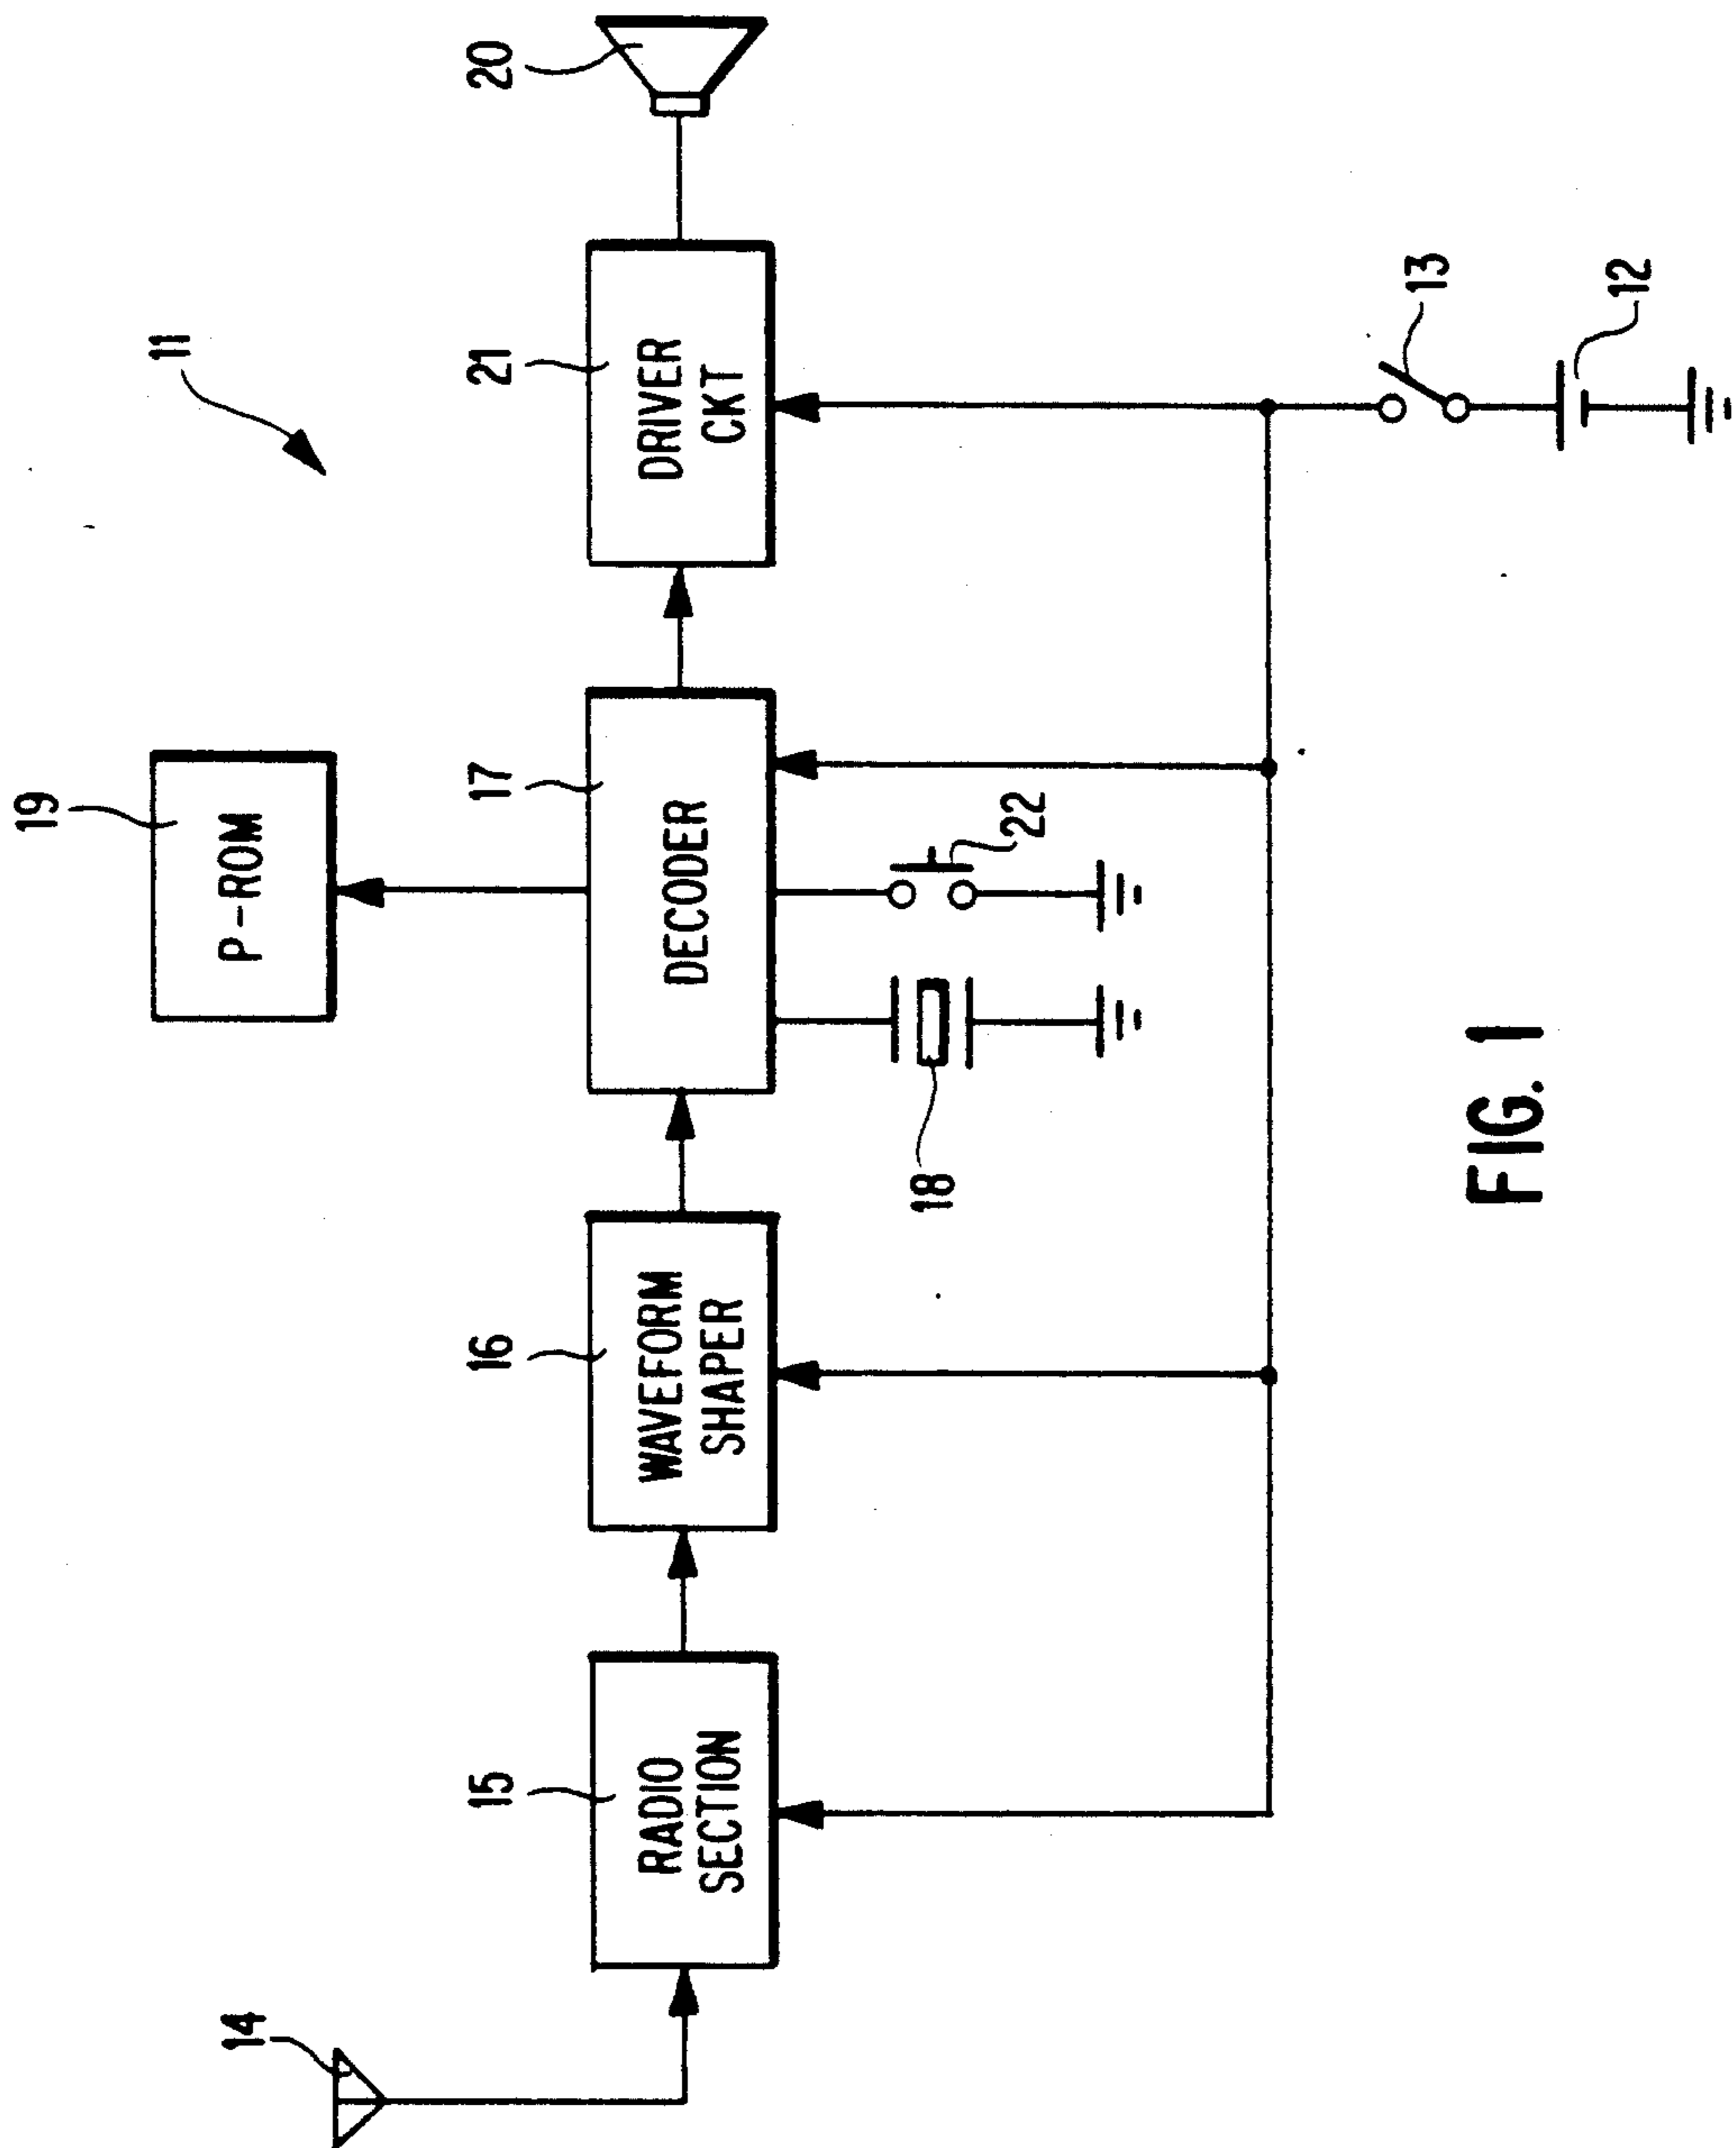 11
19
P-ROM
14
15
16
17
21
20
RADIO
SECTION
WAVEFORM
SHAPER
DECODER
DRIVER
CKT
18
22
13
12
FIG. 1